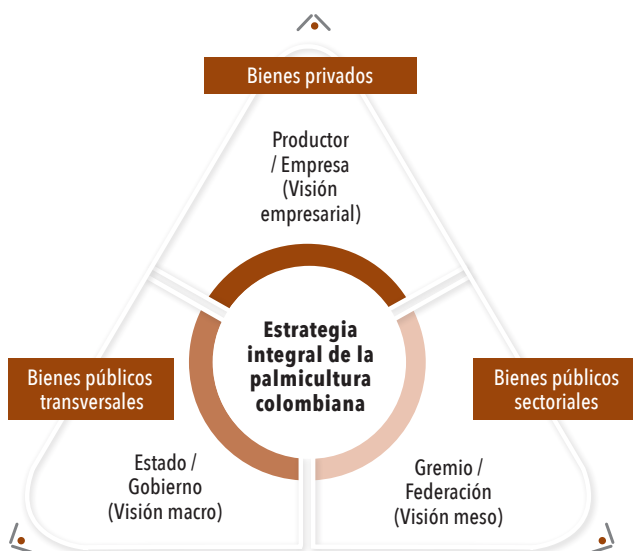 Bienes privados
Productor
/ Empresa
(Visión
empresarial)
Estrategia
integral de la
palmicultura
colombiana
Bienes públicos
transversales
Bienes públicos
sectoriales
Estado /
Gobierno
(Visión macro)
Gremio /
Federación
(Visión meso)